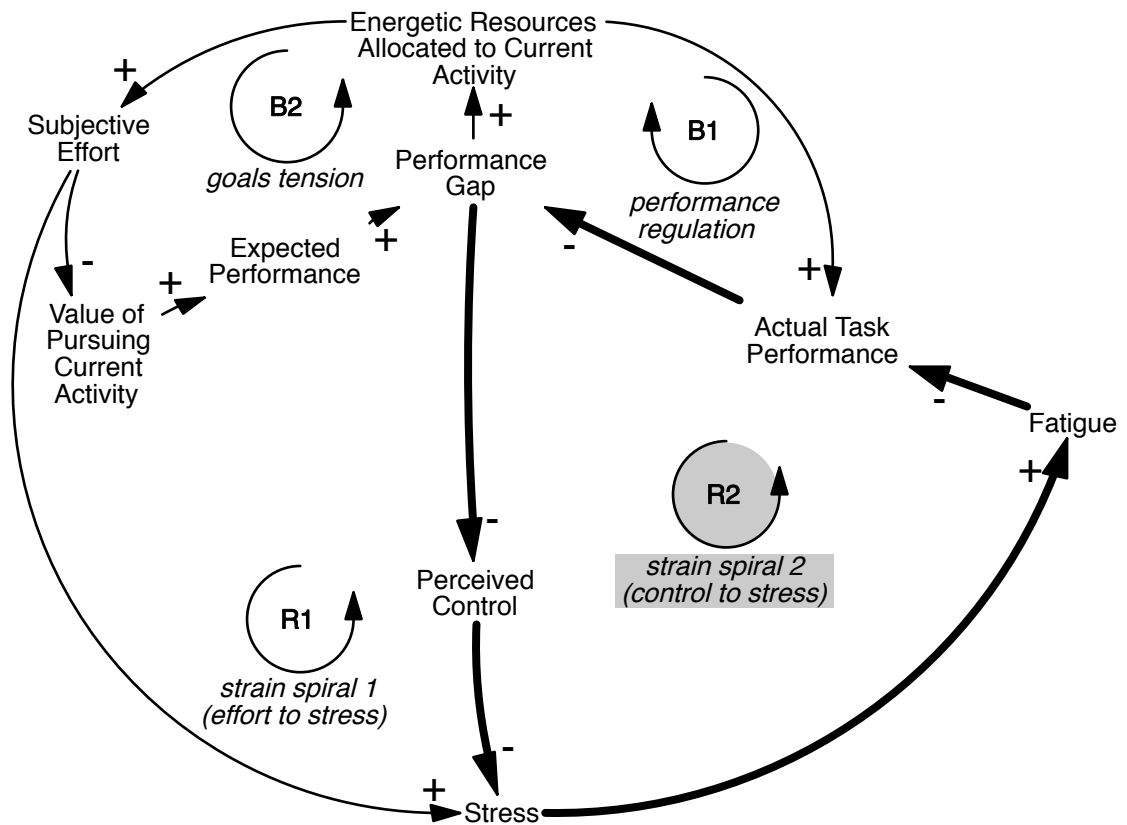 Energetic Resources
Allocated to Current
Activity
+
B2
goals tension
+
B1
performance
regulation
Subjective
Effort
Performance
Gap
+
-
Expected
Performance
+
-
+
Value of
Pursuing
Current
Activity
+
Actual Task
Performance
-
Fatigue
+
R2
strain spiral 2
(control to stress)
-
Perceived
Control
R1
strain spiral 1
(effort to stress)
-
+
Stress